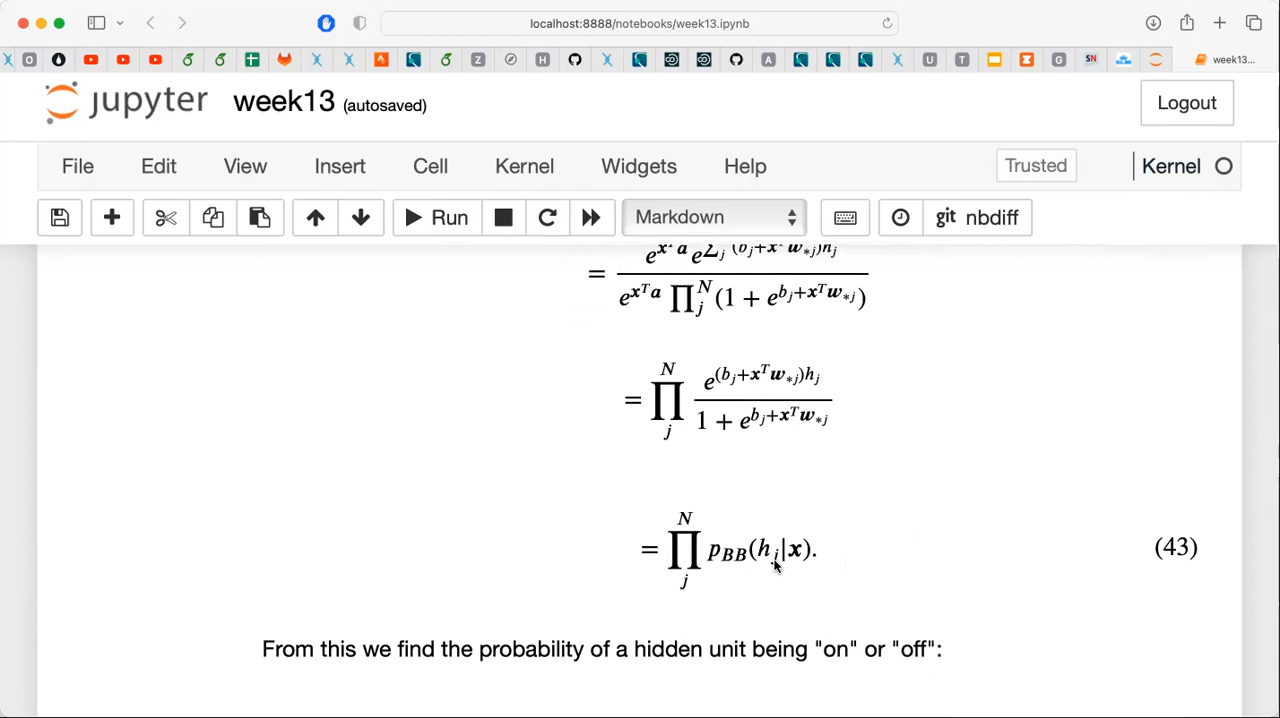 localhost:8888/notebooks/week13.ipynb
week13...
jupyter week13 (autosaved)
Logout
File Edit View Insert Cell Kernel Widgets Help Trusted Kernel
Run Markdown git nbdiff
= \frac{e^{x^T a} e^{\sum_j (b_j + x^T w_{*j}) h_j}}{e^{x^T a} \prod_j^N (1 + e^{b_j + x^T w_{*j}})}
= \prod_j^N \frac{e^{(b_j + x^T w_{*j}) h_j}}{1 + e^{b_j + x^T w_{*j}}}
= \prod_j^N p_{BB}(h_j|x). (43)
From this we find the probability of a hidden unit being "on" or "off":